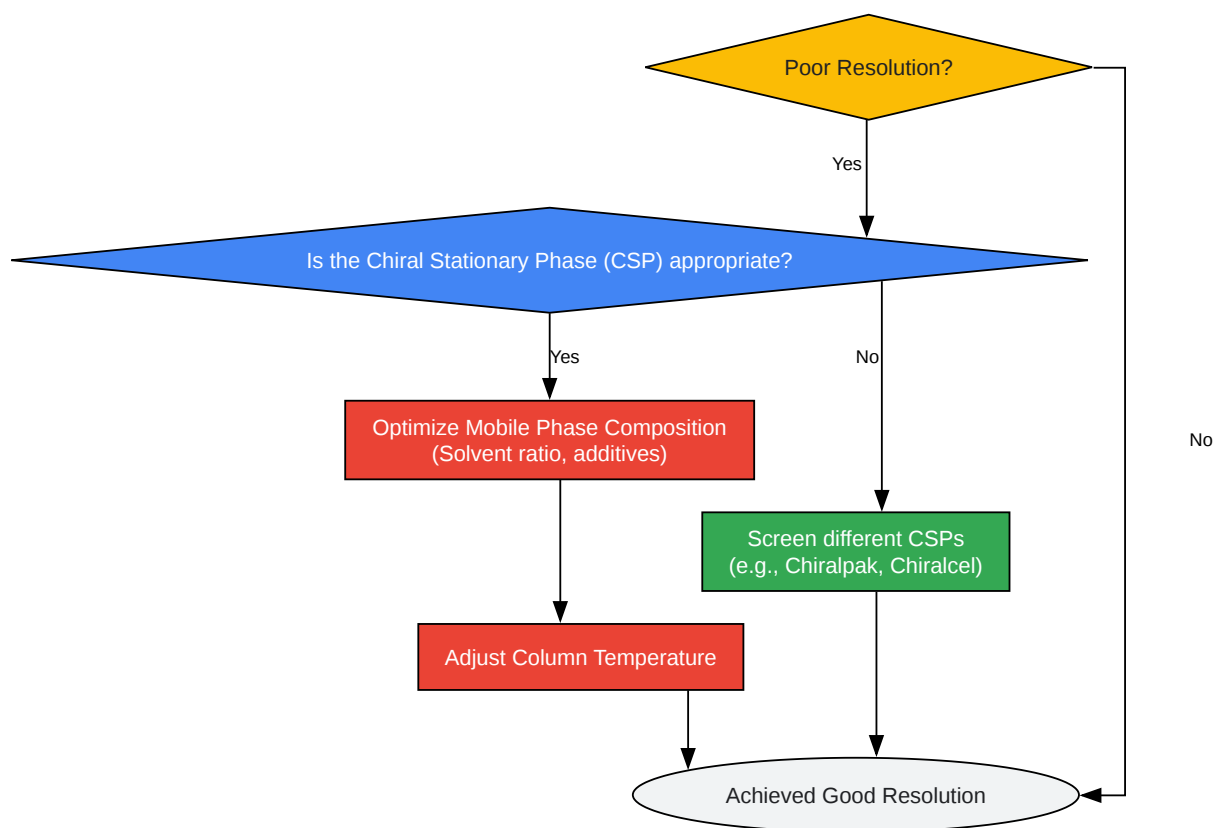 Poor Resolution?
Yes
Is the Chiral Stationary Phase (CSP) appropriate?
Yes
No
Optimize Mobile Phase Composition
(Solvent ratio, additives)
No
Screen different CSPs
(e.g., Chiralpak, Chiralcel)
Adjust Column Temperature
Achieved Good Resolution